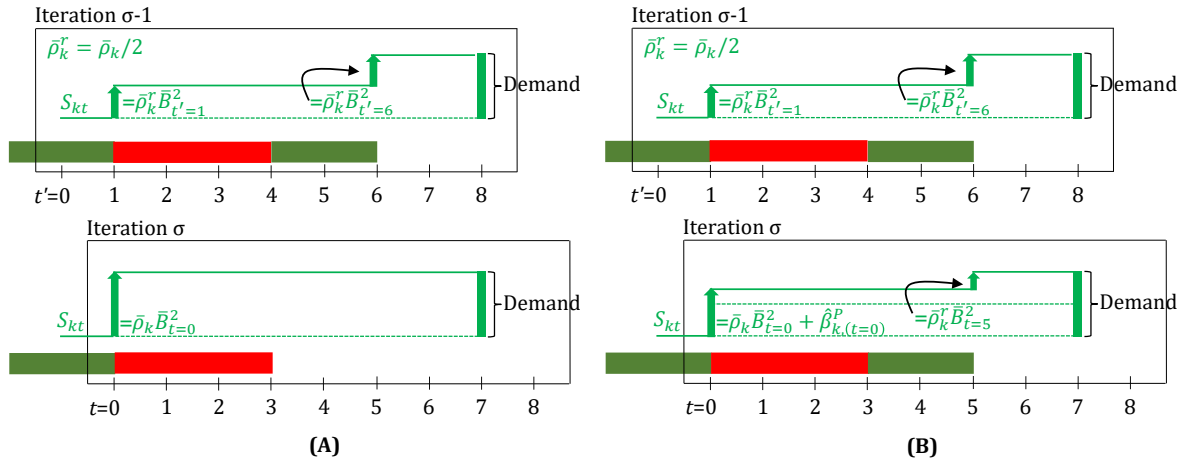 Iteration σ-1
ρ̄ᵣₖ = ρ̄ₖ/2
Sₖₜ
=ρ̄ₖʳB̄²ₜ′₌₁
=ρ̄ₖʳB̄²ₜ′₌₆
Demand
t′=0 1 2 3 4 5 6 7 8
Iteration σ
Sₖₜ
=ρ̄ₖB̄²ₜ₌₀
Demand
t=0 1 2 3 4 5 6 7 8
(A)
Iteration σ-1
ρ̄ₖʳ = ρ̄ₖ/2
Sₖₜ
=ρ̄ₖʳB̄²ₜ′₌₁
=ρ̄ₖʳB̄²ₜ′₌₆
Demand
t′=0 1 2 3 4 5 6 7 8
Iteration σ
Sₖₜ
=ρ̄ₖB̄²ₜ₌₀ + β̂ᴾₖ,₍ₜ₌₀₎
=ρ̄ₖʳB̄²ₜ₌₅
Demand
t=0 1 2 3 4 5 6 7 8
(B)